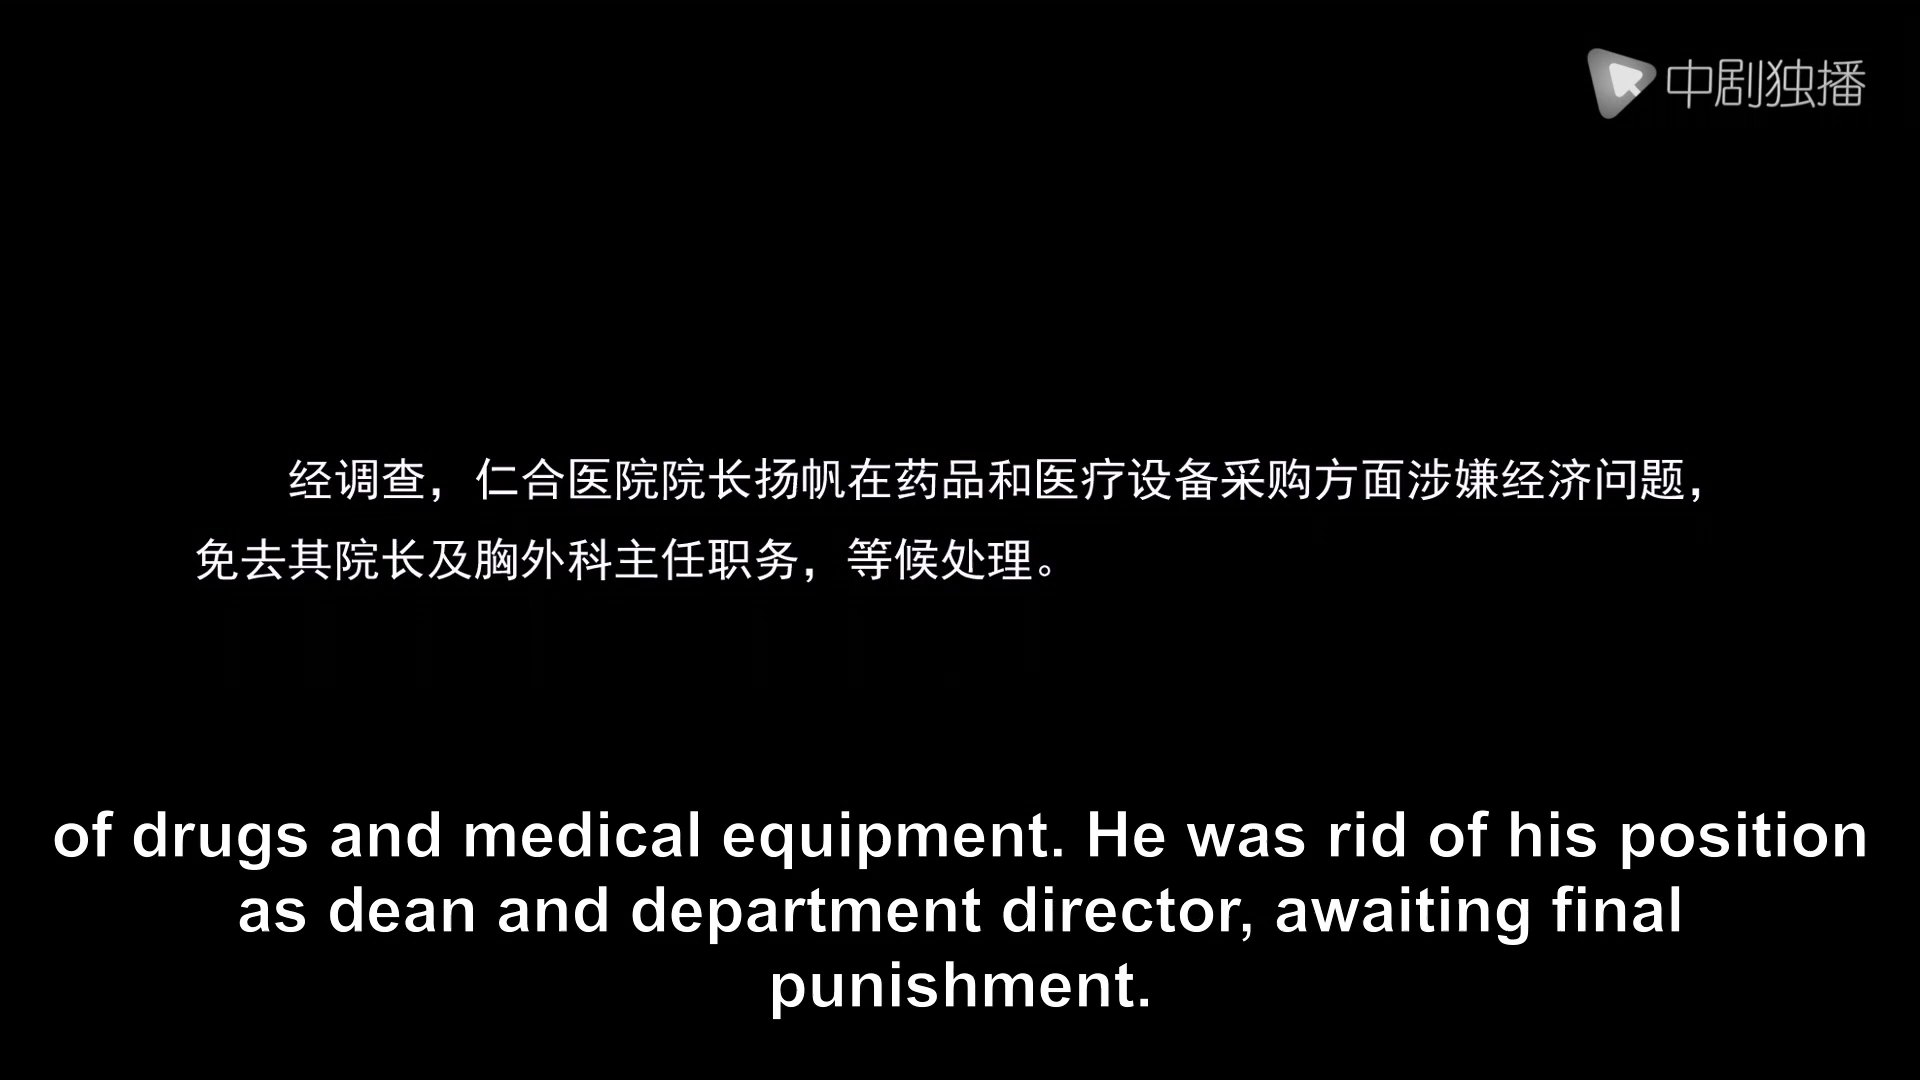 中剧独播
经调查，仁合医院院长扬帆在药品和医疗设备采购方面涉嫌经济问题，
免去其院长及胸外科主任职务，等候处理。
of drugs and medical equipment. He was rid of his position
as dean and department director, awaiting final
punishment.